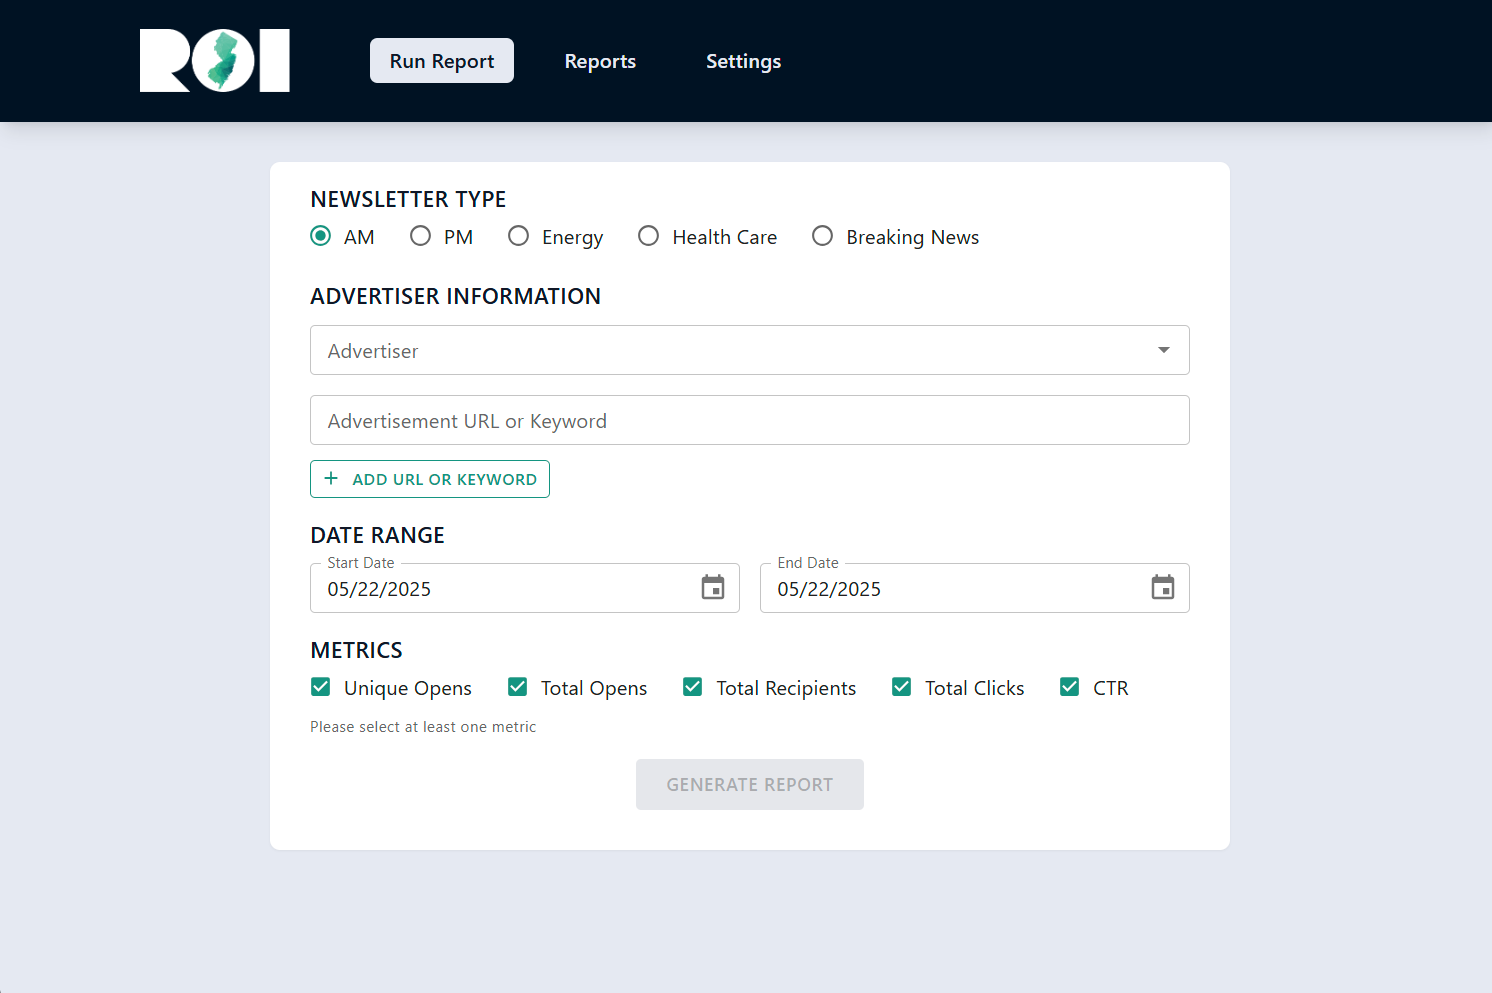 ROI
Run Report Reports Settings
NEWSLETTER TYPE
AM PM Energy Health Care Breaking News
ADVERTISER INFORMATION
Advertiser
Advertisement URL or Keyword
+ ADD URL OR KEYWORD
DATE RANGE
Start Date End Date
05/22/2025 05/22/2025
METRICS
Unique Opens Total Opens Total Recipients Total Clicks CTR
Please select at least one metric
GENERATE REPORT